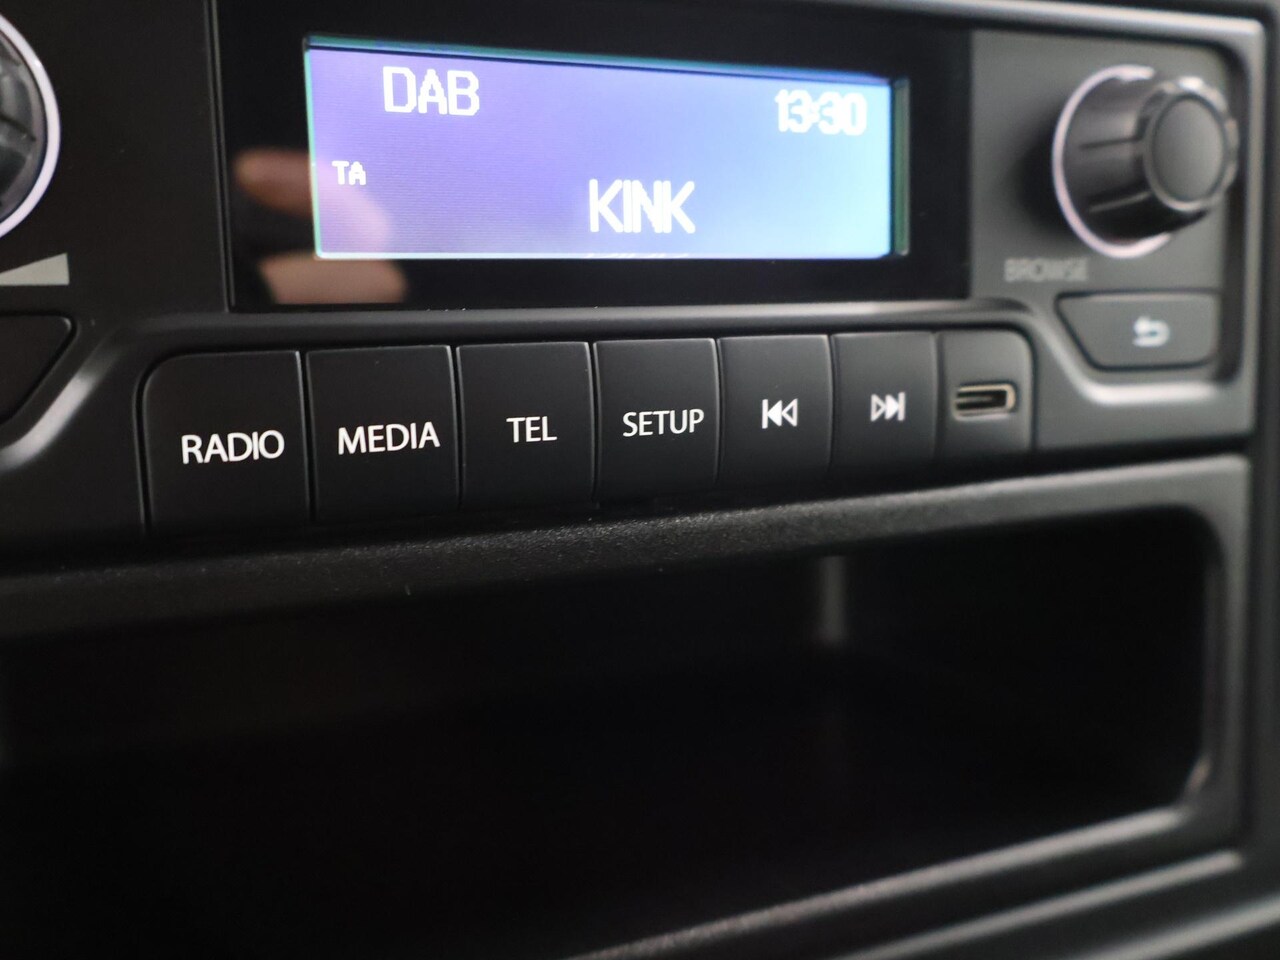 DAB 13:30
TA
KINK
BROWSE
RADIO MEDIA TEL SETUP